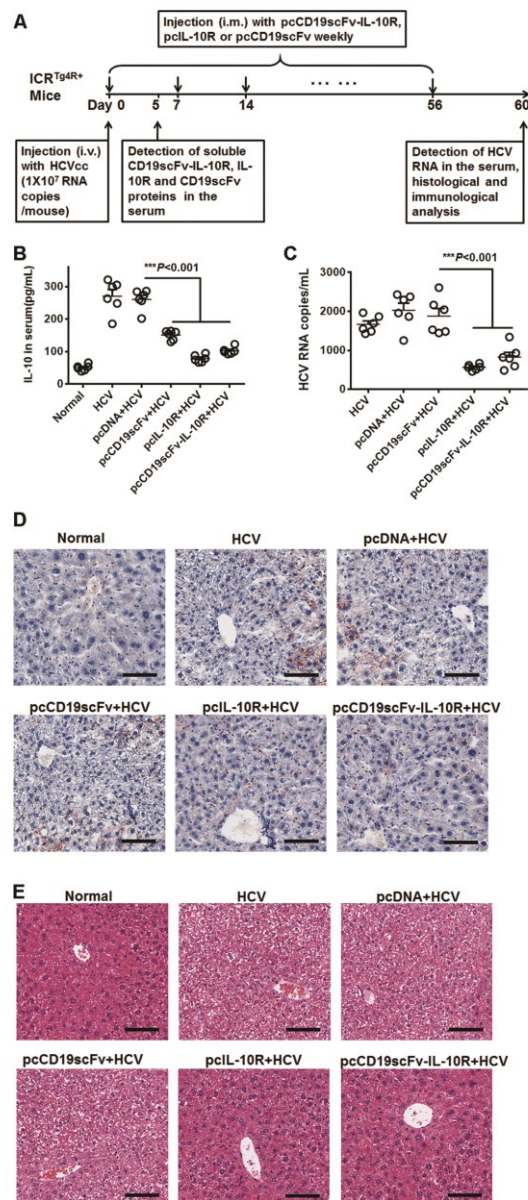 A
Injection (i.m.) with pcCD19scFv-IL-10R,
pcIL-10R or pcCD19scFv weekly
ICR^Tg4R+
Mice
Day 0 5 7 14 ... ... 56 60
Injection (i.v.)
with HCVcc
(1X10^7 RNA
copies
/mouse)
Detection of soluble
CD19scFv-IL-10R, IL-
10R and CD19scFv
proteins in the
serum
Detection of HCV
RNA in the serum,
histological and
immunological
analysis
B
***P<0.001
IL-10 in serum(pg/mL)
300
200
100
0
Normal
HCV
pcDNA+HCV
pcCD19scFv+HCV
pcIL-10R+HCV
pcCD19scFv-IL-10R+HCV
C
***P<0.001
HCV RNA copies/mL
3000
2000
1000
0
HCV
pcDNA+HCV
pcCD19scFv+HCV
pcIL-10R+HCV
pcCD19scFv-IL-10R+HCV
D
Normal HCV pcDNA+HCV
pcCD19scFv+HCV pcIL-10R+HCV pcCD19scFv-IL-10R+HCV
E
Normal HCV pcDNA+HCV
pcCD19scFv+HCV pcIL-10R+HCV pcCD19scFv-IL-10R+HCV